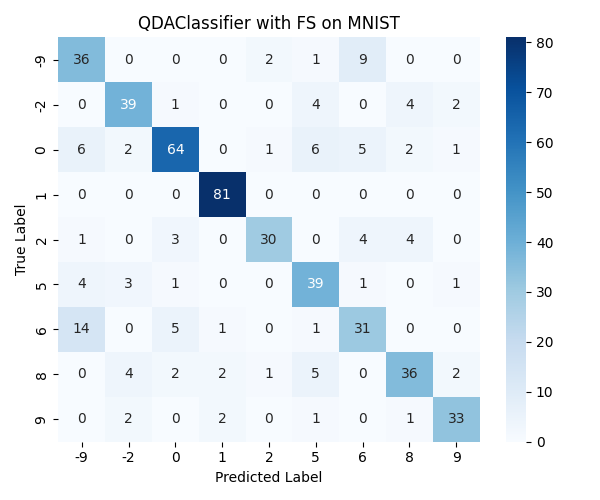 QDAClassifier with FS on MNIST
True Label
-9 36 0 0 0 2 1 9 0 0
-2 0 39 1 0 0 4 0 4 2
0 6 2 64 0 1 6 5 2 1
1 0 0 0 81 0 0 0 0 0
2 1 0 3 0 30 0 4 4 0
5 4 3 1 0 0 39 1 0 1
6 14 0 5 1 0 1 31 0 0
8 0 4 2 2 1 5 0 36 2
9 0 2 0 2 0 1 0 1 33
-9 -2 0 1 2 5 6 8 9
Predicted Label
80
70
60
50
40
30
20
10
0